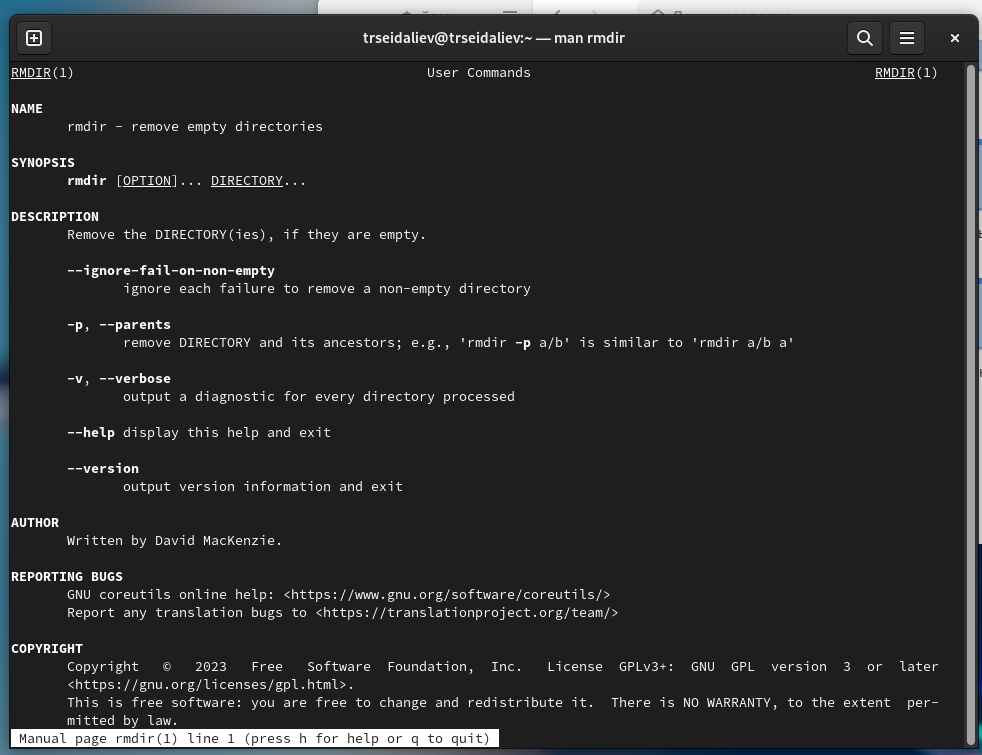 trseidaliev@trseidaliev:~ — man rmdir
RMDIR(1) User Commands RMDIR(1)
NAME
rmdir - remove empty directories
SYNOPSIS
rmdir [OPTION]... DIRECTORY...
DESCRIPTION
Remove the DIRECTORY(ies), if they are empty.
--ignore-fail-on-non-empty
ignore each failure to remove a non-empty directory
-p, --parents
remove DIRECTORY and its ancestors; e.g., 'rmdir -p a/b' is similar to 'rmdir a/b a'
-v, --verbose
output a diagnostic for every directory processed
--help display this help and exit
--version
output version information and exit
AUTHOR
Written by David MacKenzie.
REPORTING BUGS
GNU coreutils online help: <https://www.gnu.org/software/coreutils/>
Report any translation bugs to <https://translationproject.org/team/>
COPYRIGHT
Copyright © 2023 Free Software Foundation, Inc. License GPLv3+: GNU GPL version 3 or later
<https://gnu.org/licenses/gpl.html>.
This is free software: you are free to change and redistribute it. There is NO WARRANTY, to the extent per-
mitted by law.
Manual page rmdir(1) line 1 (press h for help or q to quit)